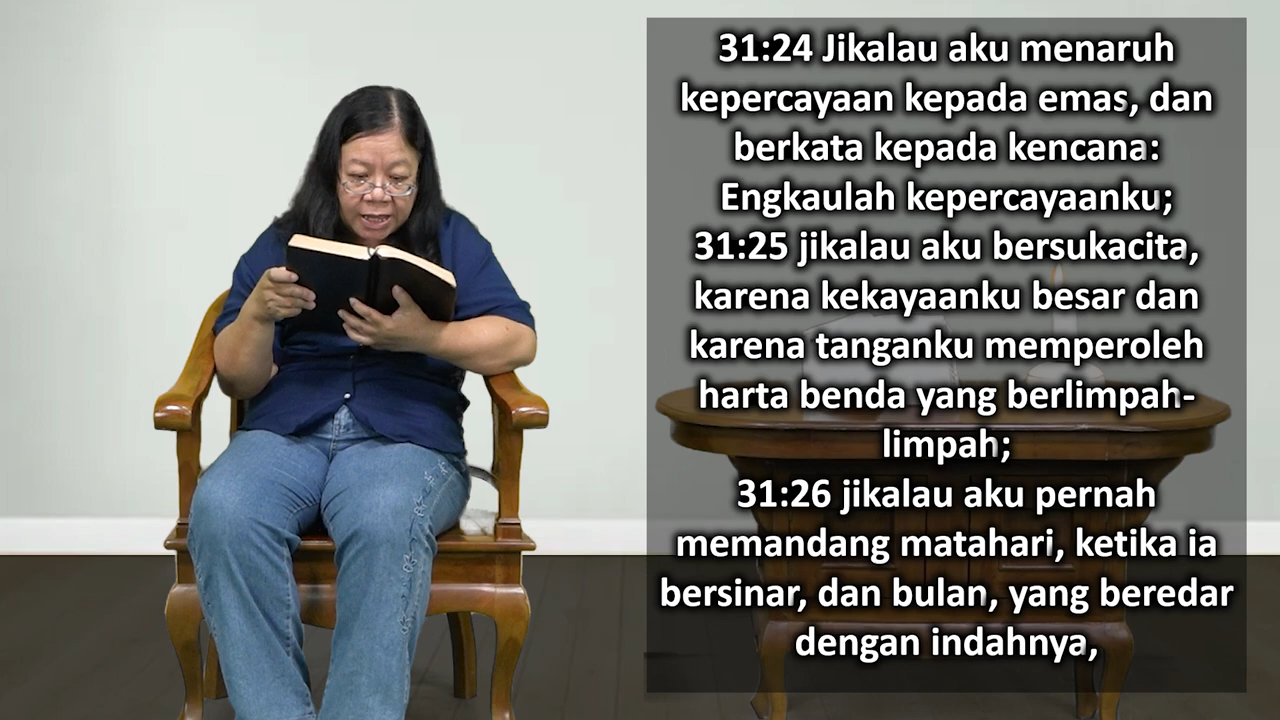 31:24 Jikalau aku menaruh
kepercayaan kepada emas, dan
berkata kepada kencana:
Engkaulah kepercayaanku;
31:25 jikalau aku bersukacita,
karena kekayaanku besar dan
karena tanganku memperoleh
harta benda yang berlimpah-
limpah;
31:26 jikalau aku pernah
memandang matahari, ketika ia
bersinar, dan bulan, yang beredar
dengan indahnya,